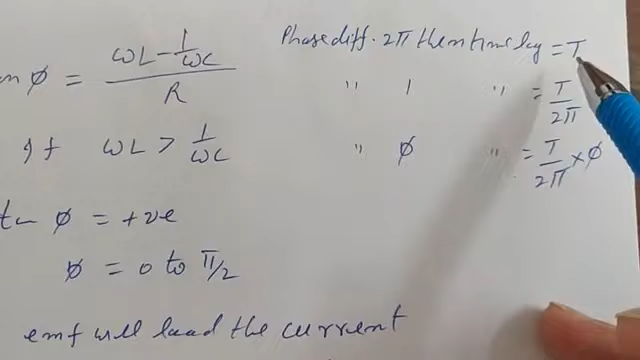 an φ = (ωL - 1/ωC) / R
If ωL > 1/ωC
tan φ = +ve
φ = 0 to π/2
emf will lead the current
Phase diff. 2π then time lag = T
" 1 " = T/2π
" φ " = T/2π × φ